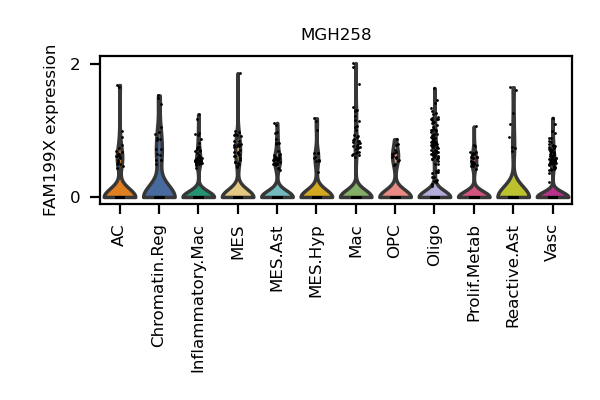 MGH258
FAM199X expression
2
0
AC
Chromatin.Reg
Inflammatory.Mac
MES
MES.Ast
MES.Hyp
Mac
OPC
Oligo
Prolif.Metab
Reactive.Ast
Vasc